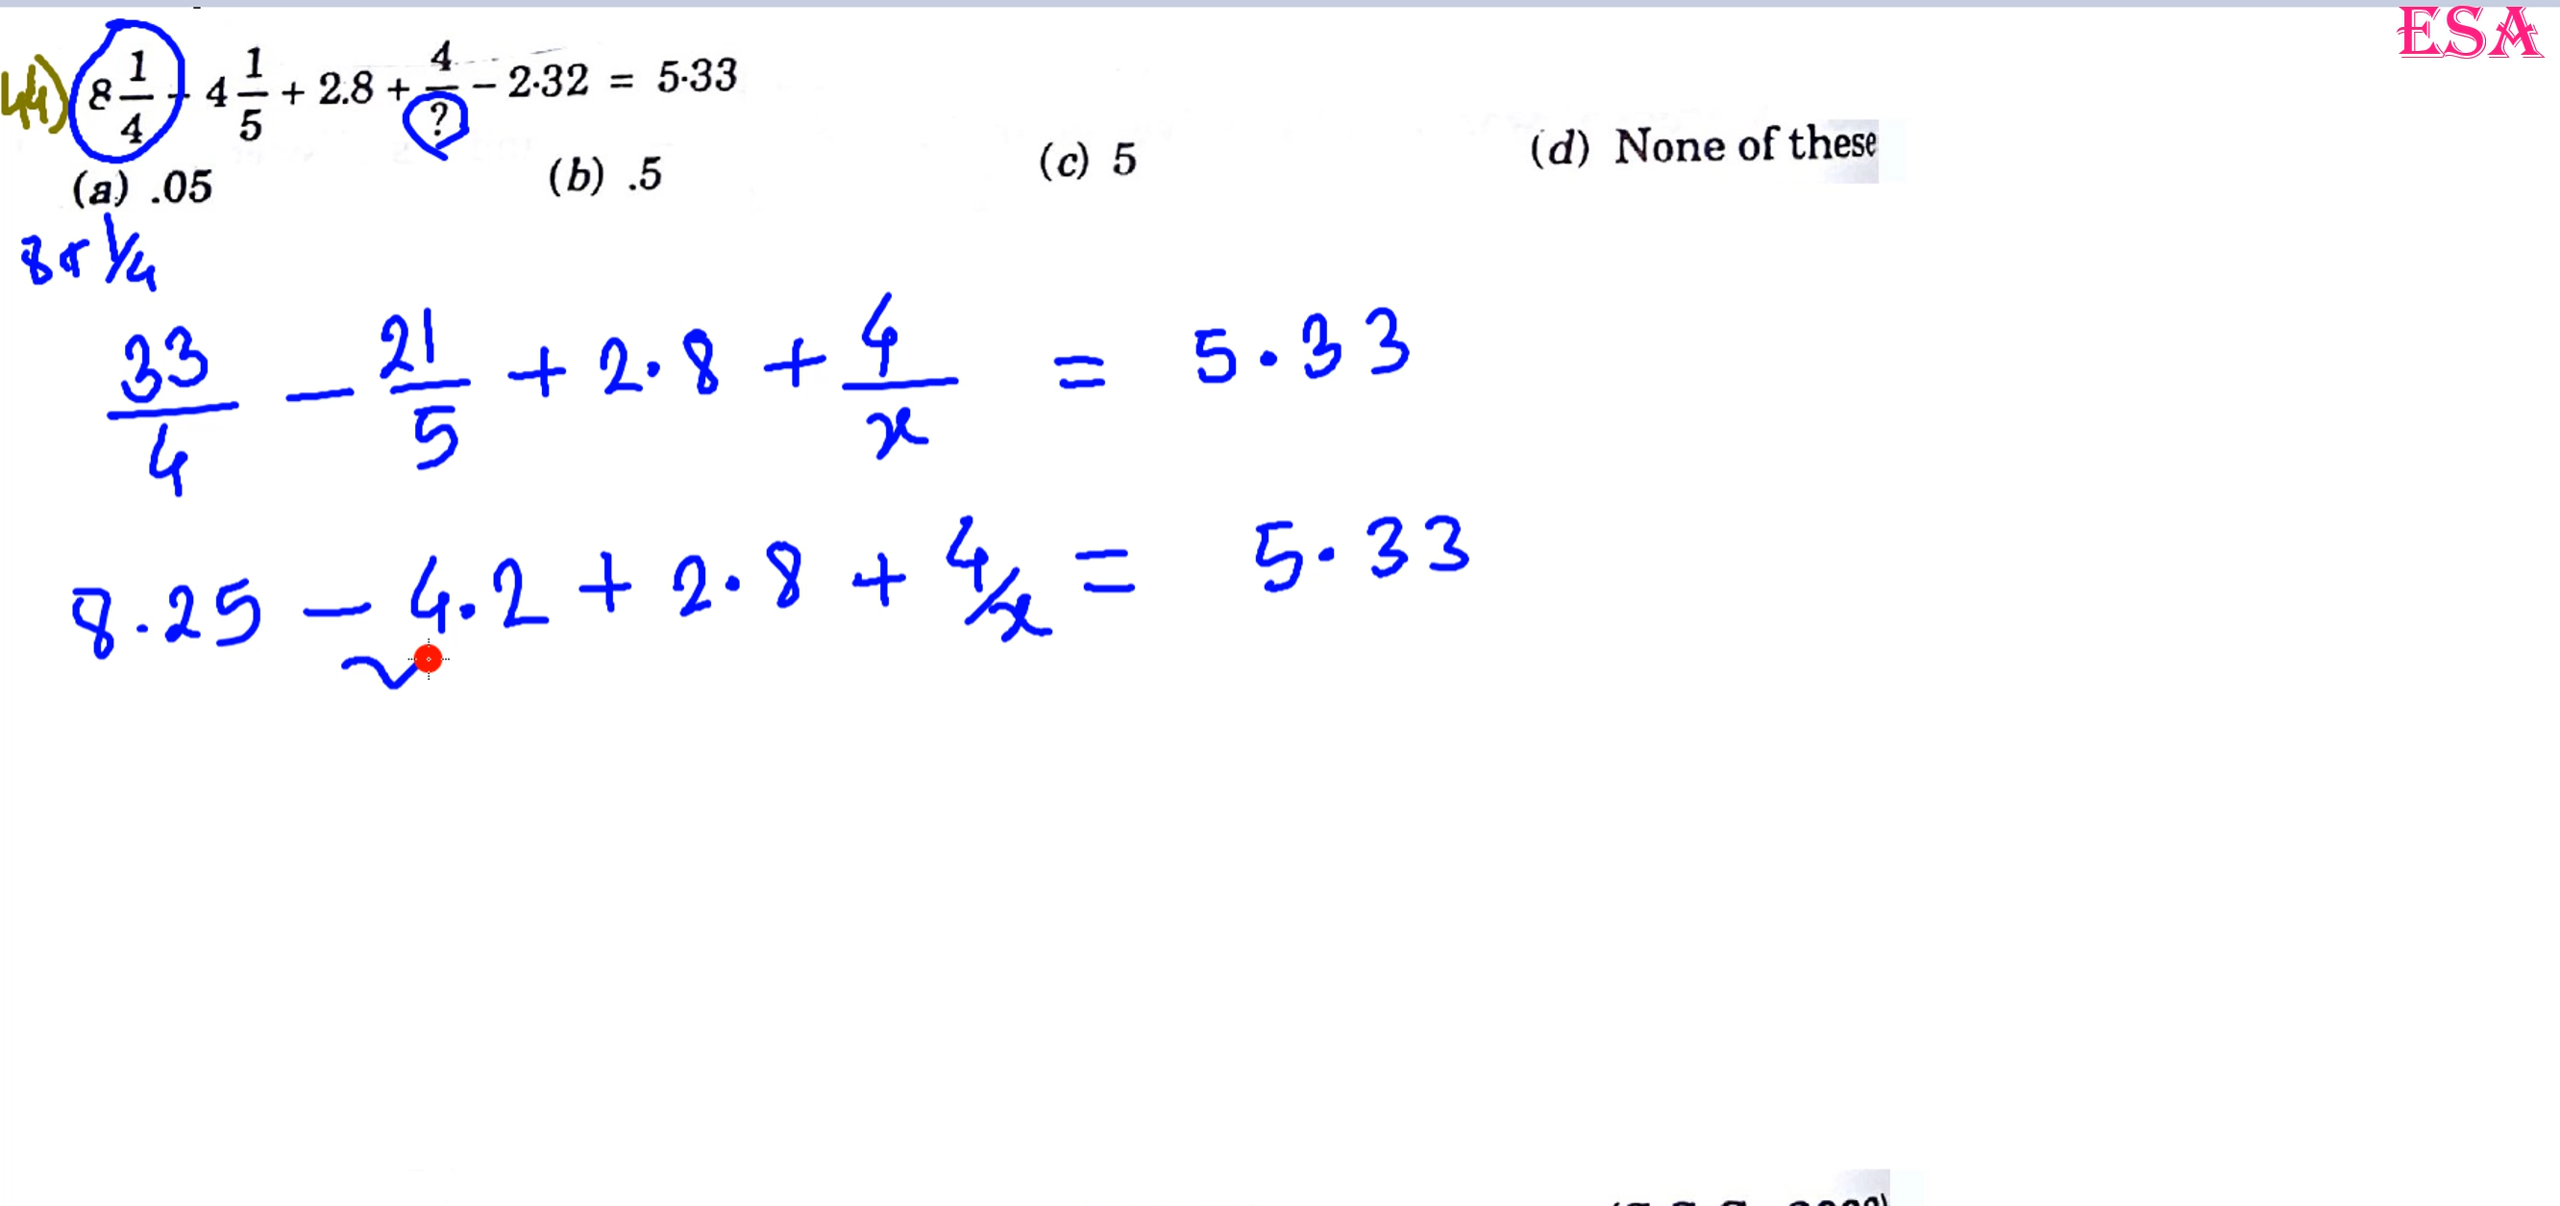 ESA
44) 8 1/4 - 4 1/5 + 2.8 + 4/? - 2·32 = 5·33
(a) .05 (b) .5 (c) 5 (d) None of these
8+1/4
33/4 - 21/5 + 2.8 + 4/x = 5.33
8.25 - 4.2 + 2.8 + 4/x = 5.33